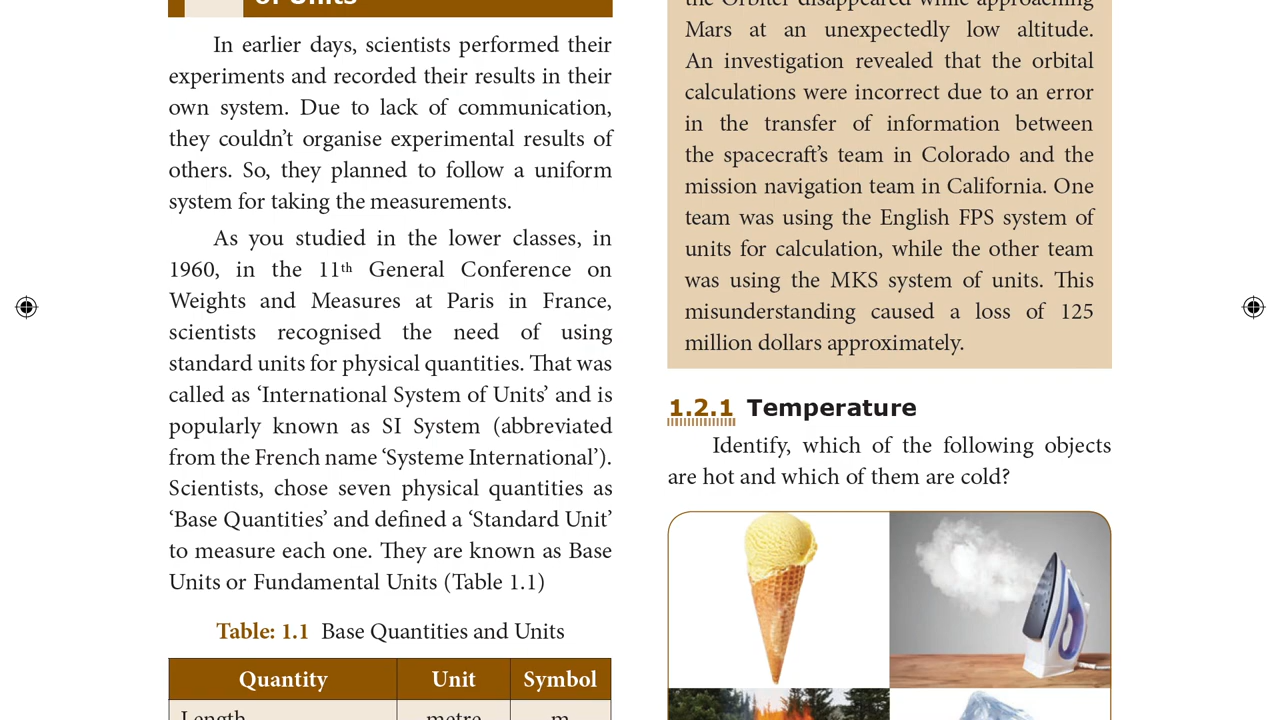 of Units
In earlier days, scientists performed their
experiments and recorded their results in their
own system. Due to lack of communication,
they couldn’t organise experimental results of
others. So, they planned to follow a uniform
system for taking the measurements.
As you studied in the lower classes, in
1960, in the 11th General Conference on
Weights and Measures at Paris in France,
scientists recognised the need of using
standard units for physical quantities. That was
called as ‘International System of Units’ and is
popularly known as SI System (abbreviated
from the French name ‘Systeme International’).
Scientists, chose seven physical quantities as
‘Base Quantities’ and defined a ‘Standard Unit’
to measure each one. They are known as Base
Units or Fundamental Units (Table 1.1)
Table: 1.1 Base Quantities and Units
Quantity Unit Symbol
Length metre m
the Orbiter disappeared while approaching
Mars at an unexpectedly low altitude.
An investigation revealed that the orbital
calculations were incorrect due to an error
in the transfer of information between
the spacecraft’s team in Colorado and the
mission navigation team in California. One
team was using the English FPS system of
units for calculation, while the other team
was using the MKS system of units. This
misunderstanding caused a loss of 125
million dollars approximately.
1.2.1 Temperature
Identify, which of the following objects
are hot and which of them are cold?